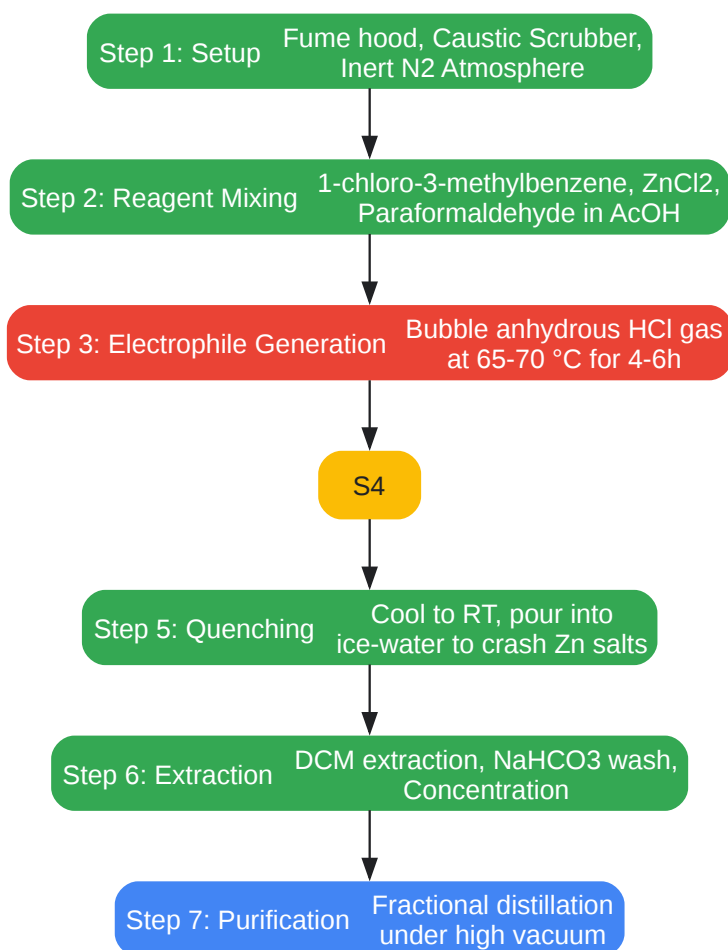 Step 1: Setup
Fume hood, Caustic Scrubber,
Inert N2 Atmosphere
Step 2: Reagent Mixing
1-chloro-3-methylbenzene, ZnCl2,
Paraformaldehyde in AcOH
Step 3: Electrophile Generation
Bubble anhydrous HCl gas
at 65-70 °C for 4-6h
S4
Step 5: Quenching
Cool to RT, pour into
ice-water to crash Zn salts
Step 6: Extraction
DCM extraction, NaHCO3 wash,
Concentration
Step 7: Purification
Fractional distillation
under high vacuum